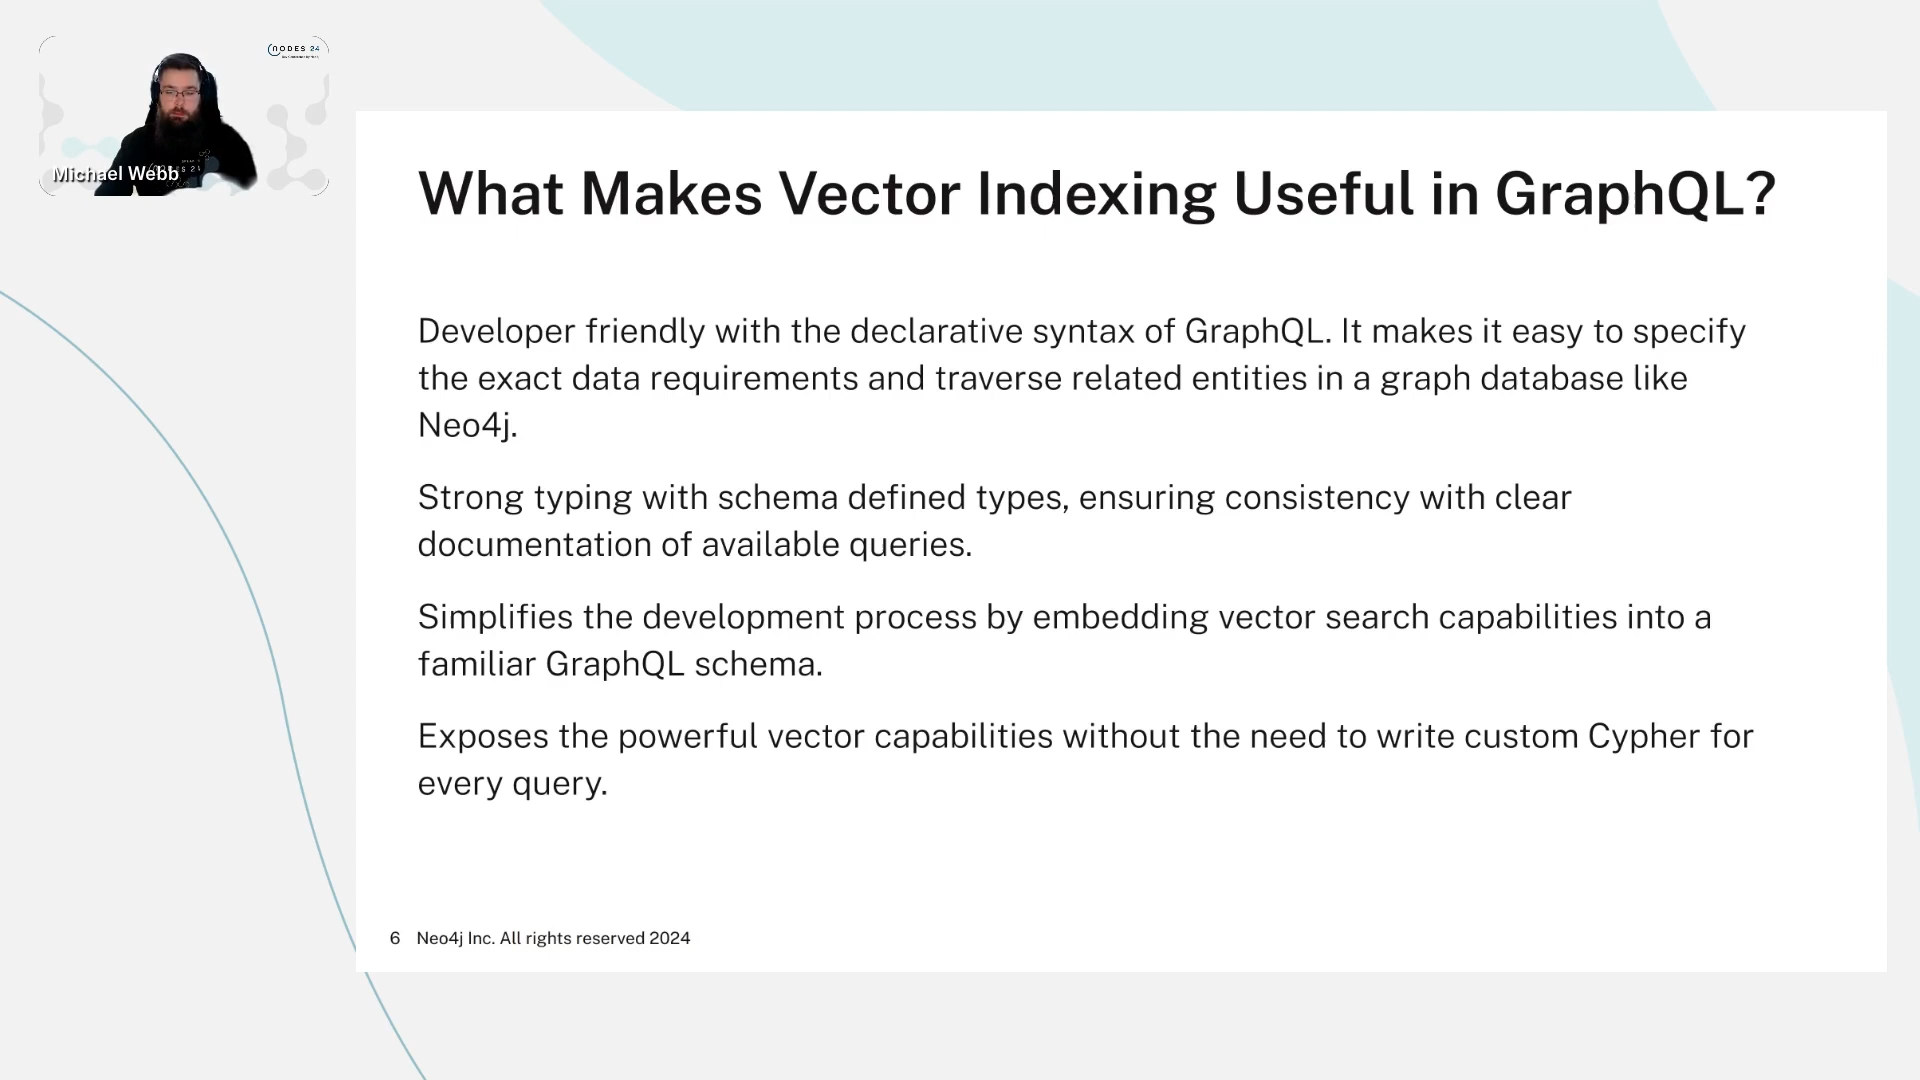 NODES 24
Michael Webb
What Makes Vector Indexing Useful in GraphQL?
Developer friendly with the declarative syntax of GraphQL. It makes it easy to specify
the exact data requirements and traverse related entities in a graph database like
Neo4j.
Strong typing with schema defined types, ensuring consistency with clear
documentation of available queries.
Simplifies the development process by embedding vector search capabilities into a
familiar GraphQL schema.
Exposes the powerful vector capabilities without the need to write custom Cypher for
every query.
6 Neo4j Inc. All rights reserved 2024